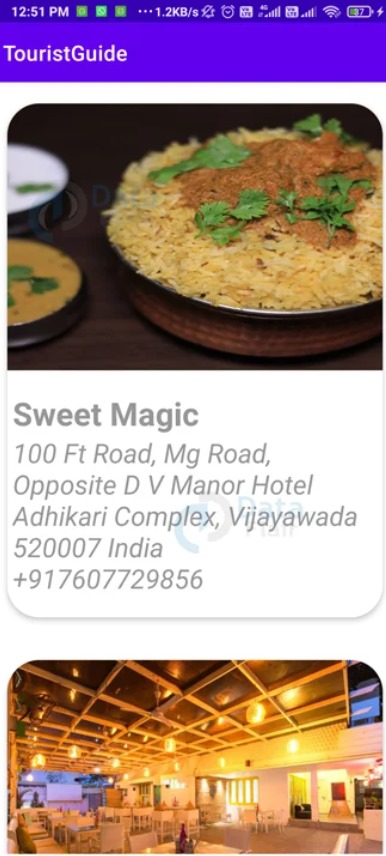 12:51 PM ···1.2KB/s 4G 87
TouristGuide
Data
Sweet Magic
100 Ft Road, Mg Road,
Opposite D V Manor Hotel
Adhikari Complex, Vijayawada
520007 India
+917607729856
Data
Flair